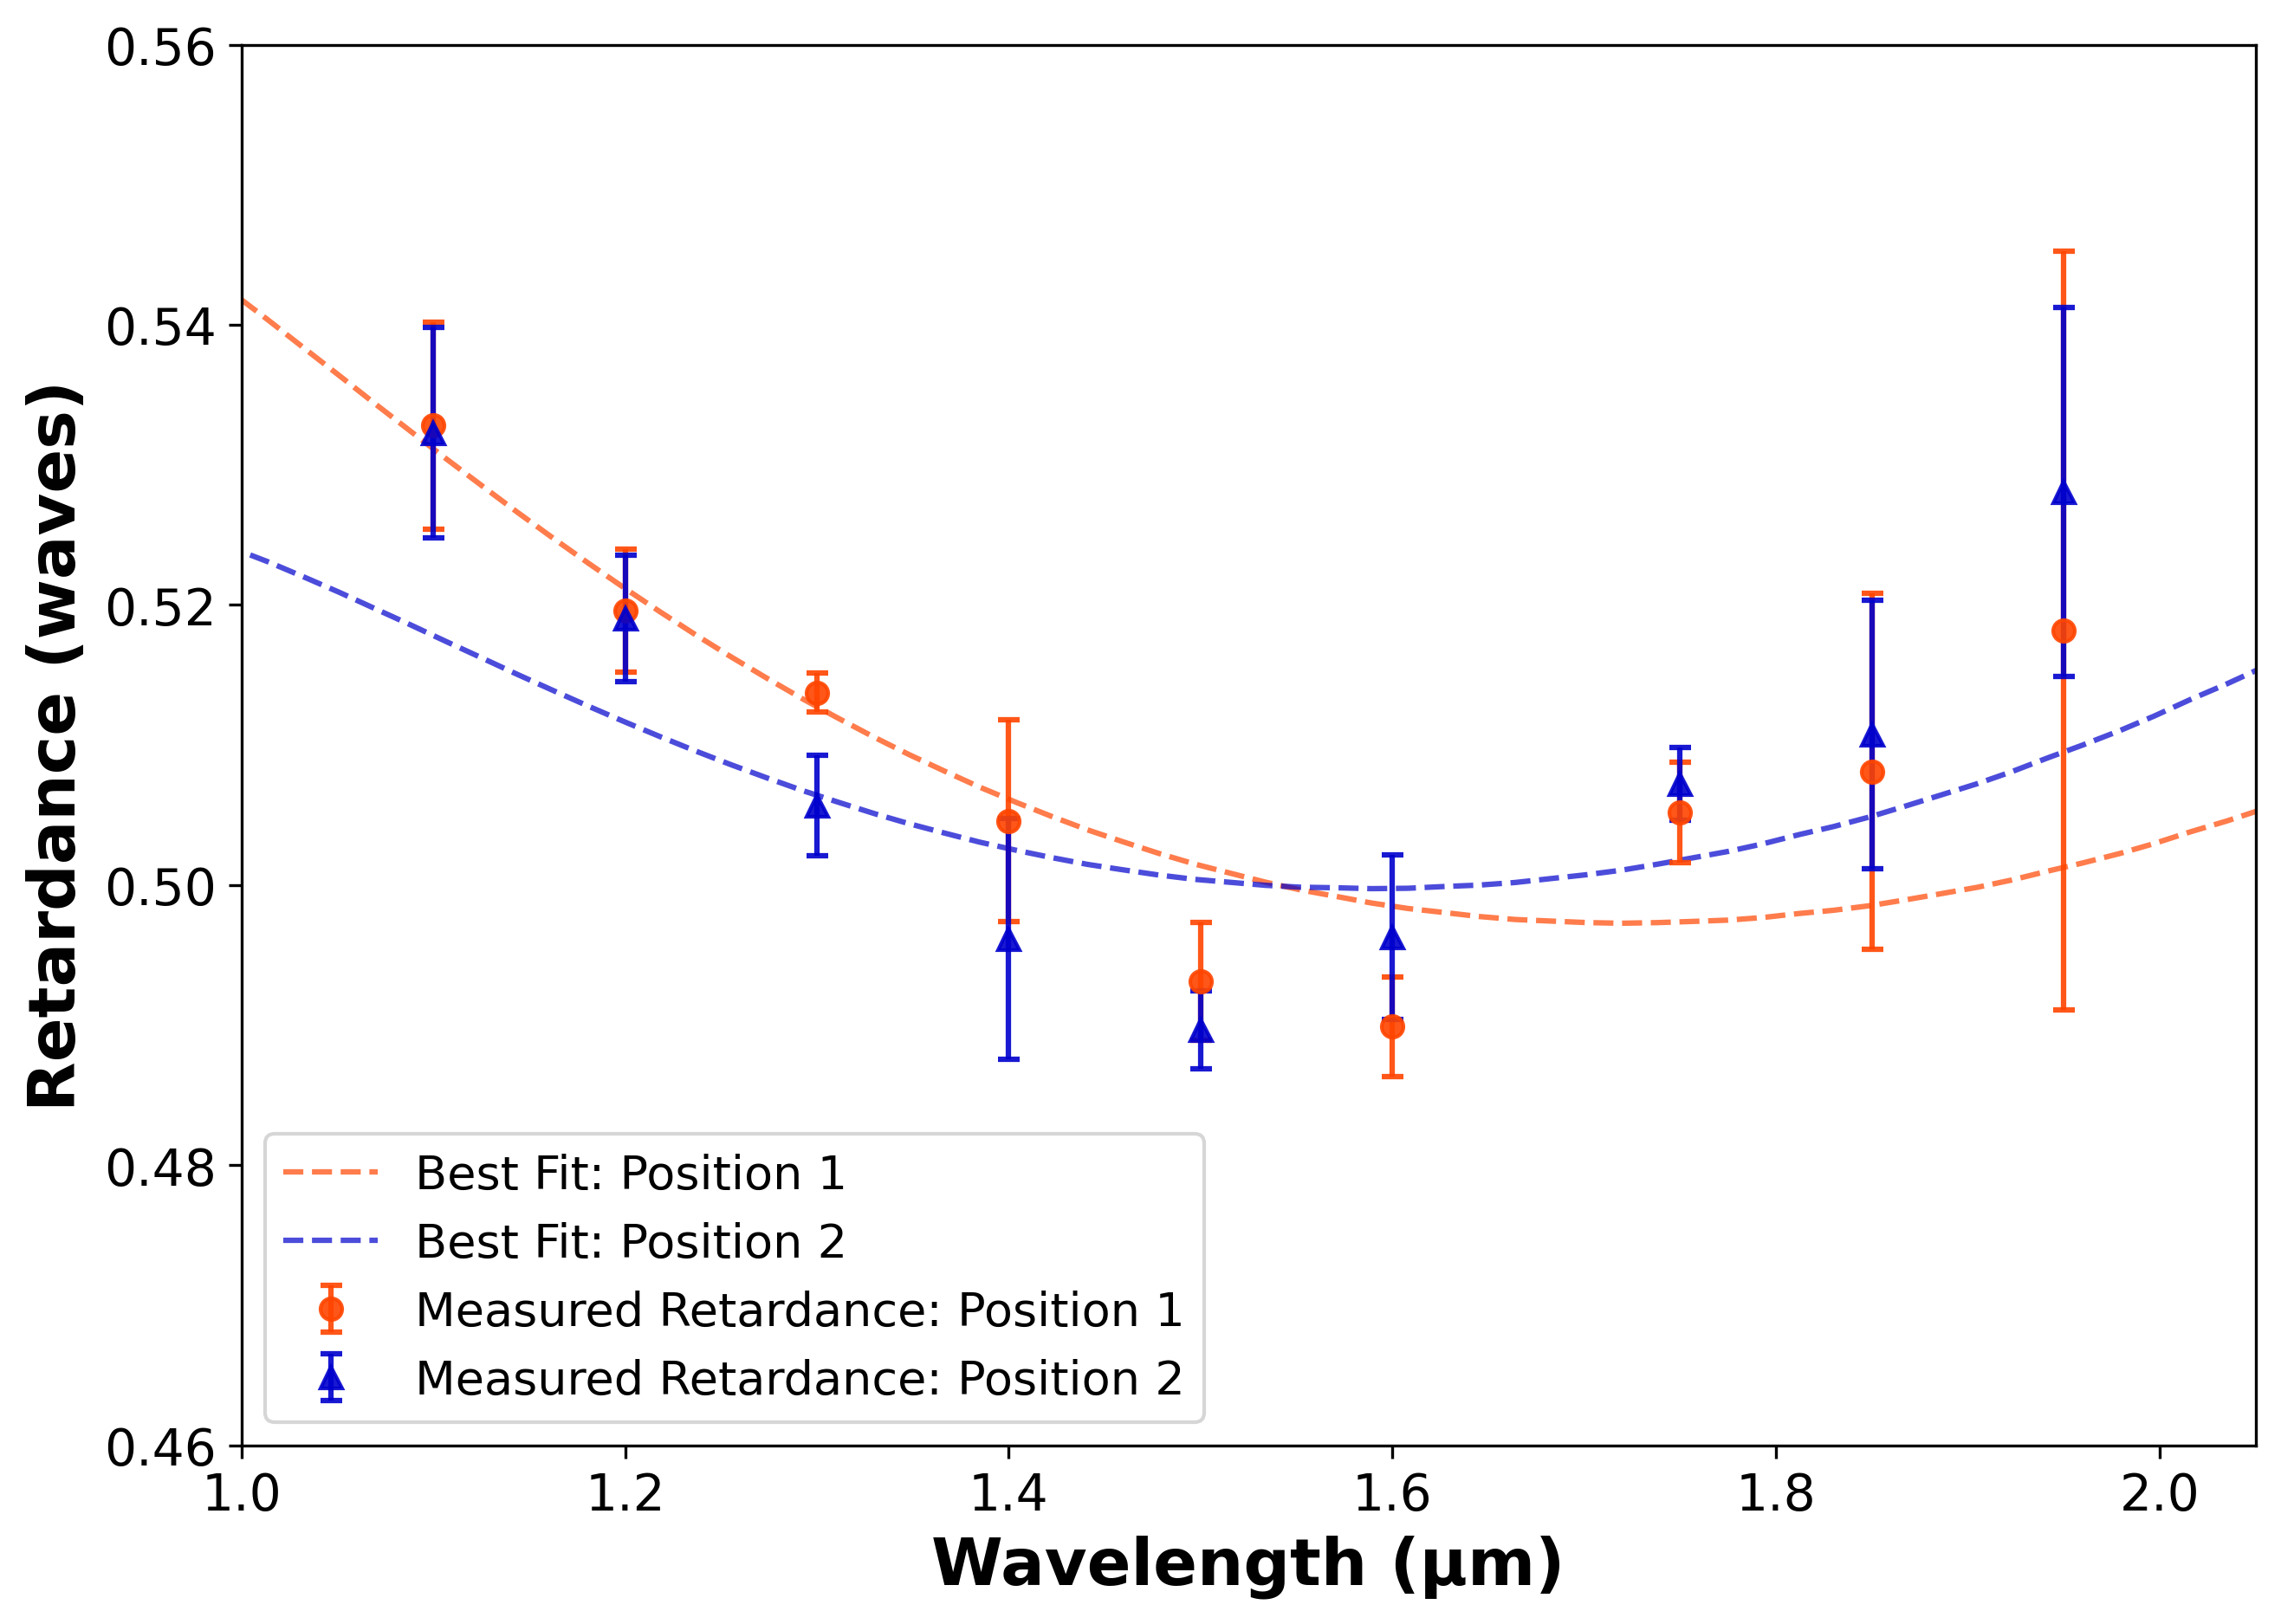 0.56
0.54
0.52
0.50
0.48
0.46
Retardance (waves)
Best Fit: Position 1
Best Fit: Position 2
Measured Retardance: Position 1
Measured Retardance: Position 2
1.0 1.2 1.4 1.6 1.8 2.0
Wavelength (μm)